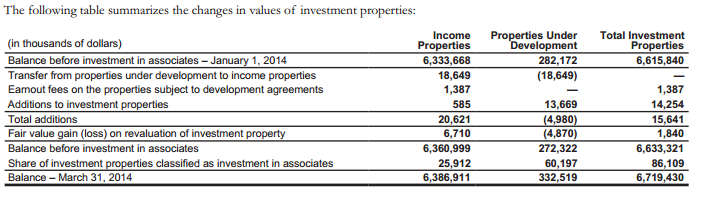 The following table summarizes the changes in values of investment properties:
(in thousands of dollars) Income Properties Properties Under Development Total Investment Properties
Balance before investment in associates – January 1, 2014 6,333,668 282,172 6,615,840
Transfer from properties under development to income properties 18,649 (18,649) —
Earnout fees on the properties subject to development agreements 1,387 — 1,387
Additions to investment properties 585 13,669 14,254
Total additions 20,621 (4,980) 15,641
Fair value gain (loss) on revaluation of investment property 6,710 (4,870) 1,840
Balance before investment in associates 6,360,999 272,322 6,633,321
Share of investment properties classified as investment in associates 25,912 60,197 86,109
Balance – March 31, 2014 6,386,911 332,519 6,719,430